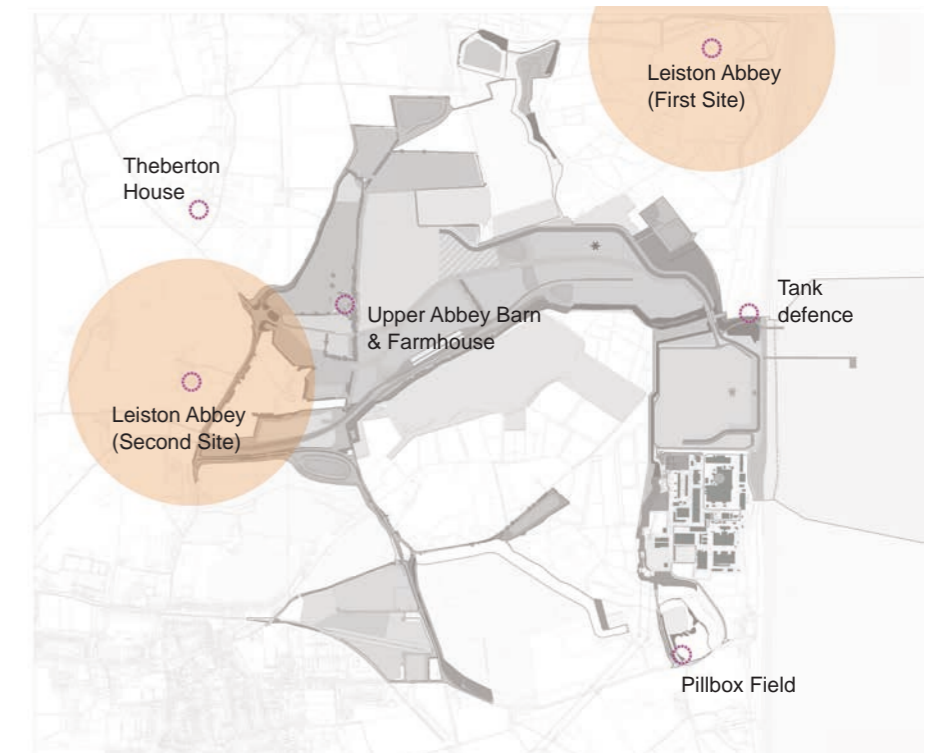 Leiston Abbey
(First Site)
Theberton
House
Tank
defence
Upper Abbey Barn
& Farmhouse
Leiston Abbey
(Second Site)
Pillbox Field